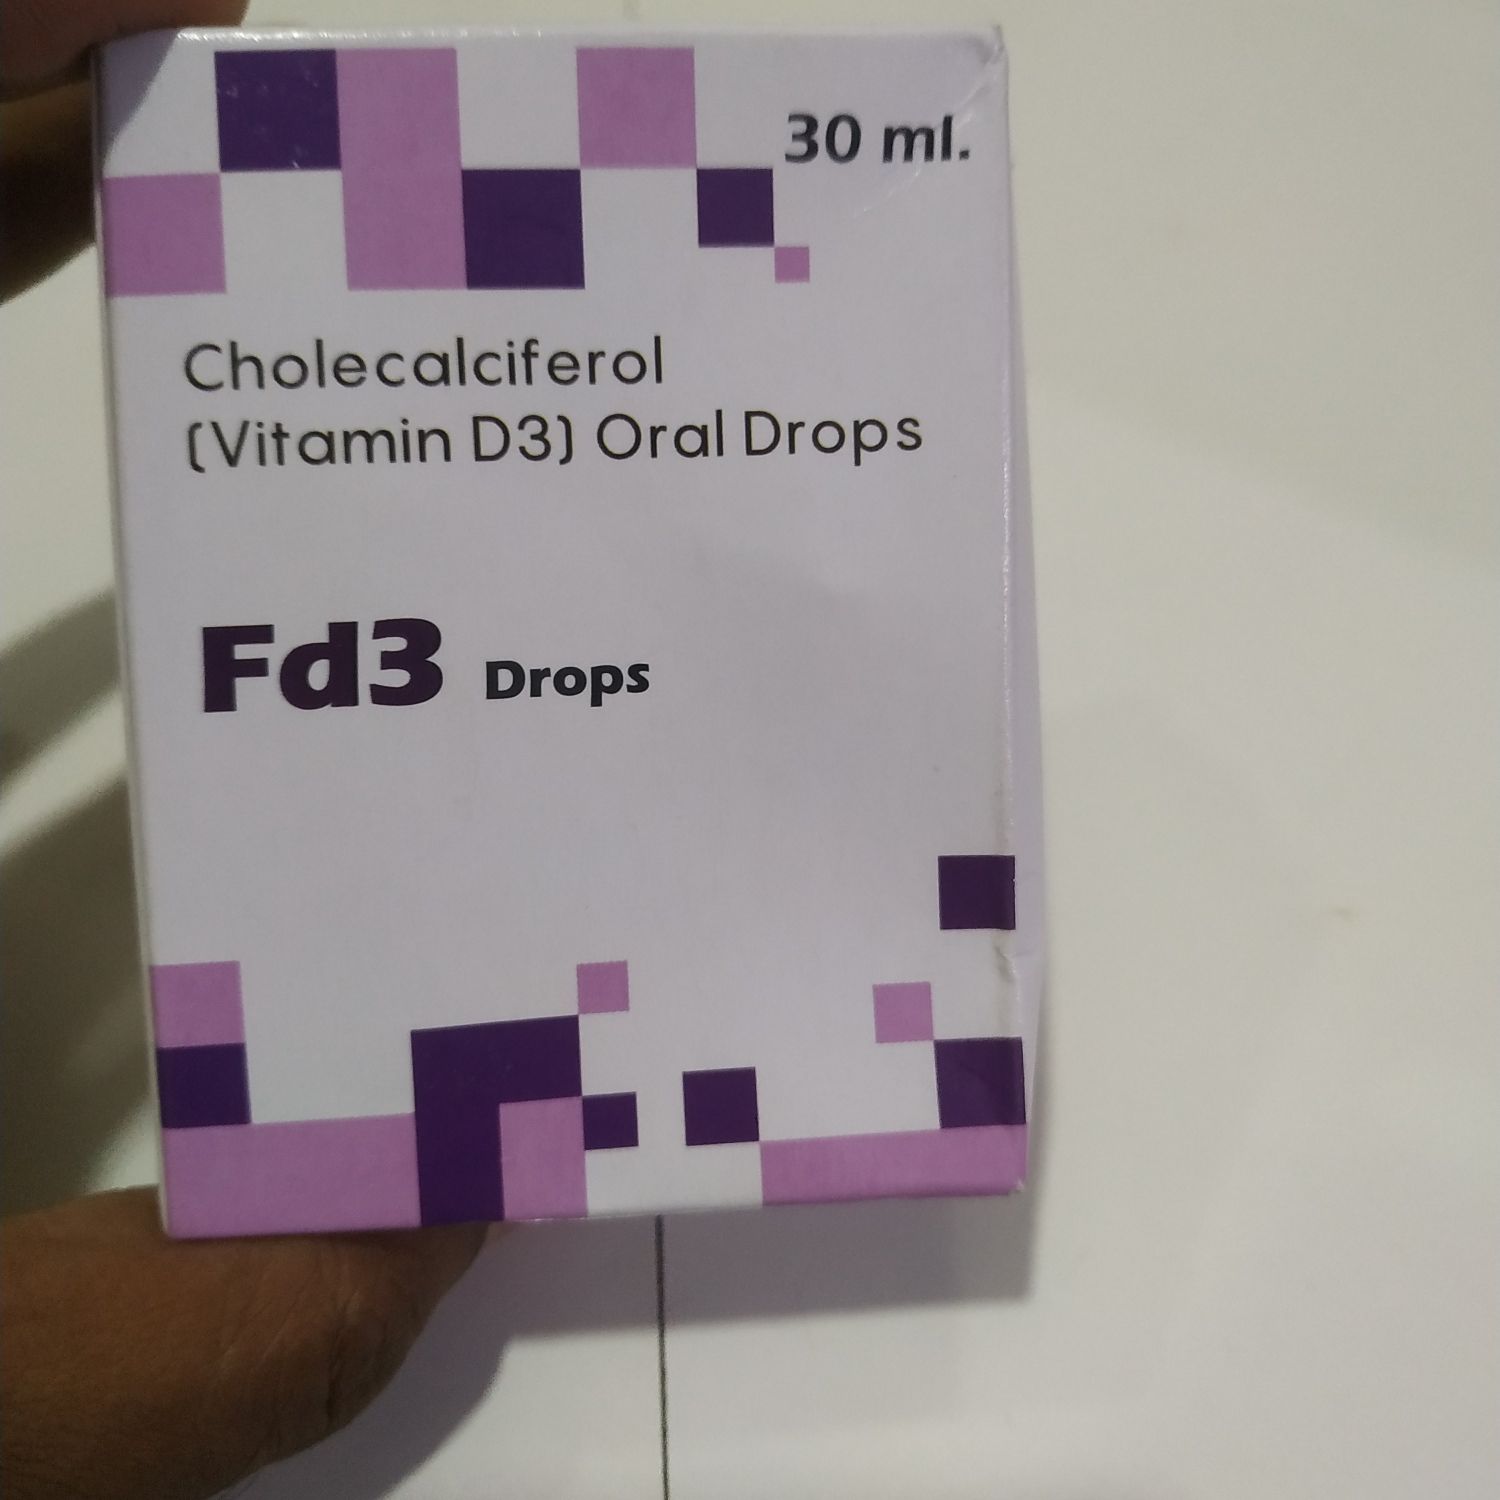 30 ml.
Cholecalciferol
(Vitamin D3) Oral Drops
Fd3 Drops